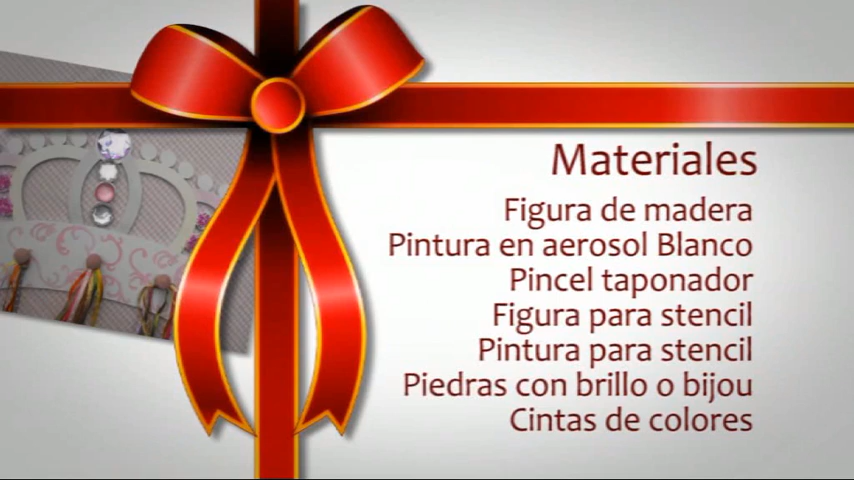 Materiales
Figura de madera
Pintura en aerosol Blanco
Pincel taponador
Figura para stencil
Pintura para stencil
Piedras con brillo o bijou
Cintas de colores